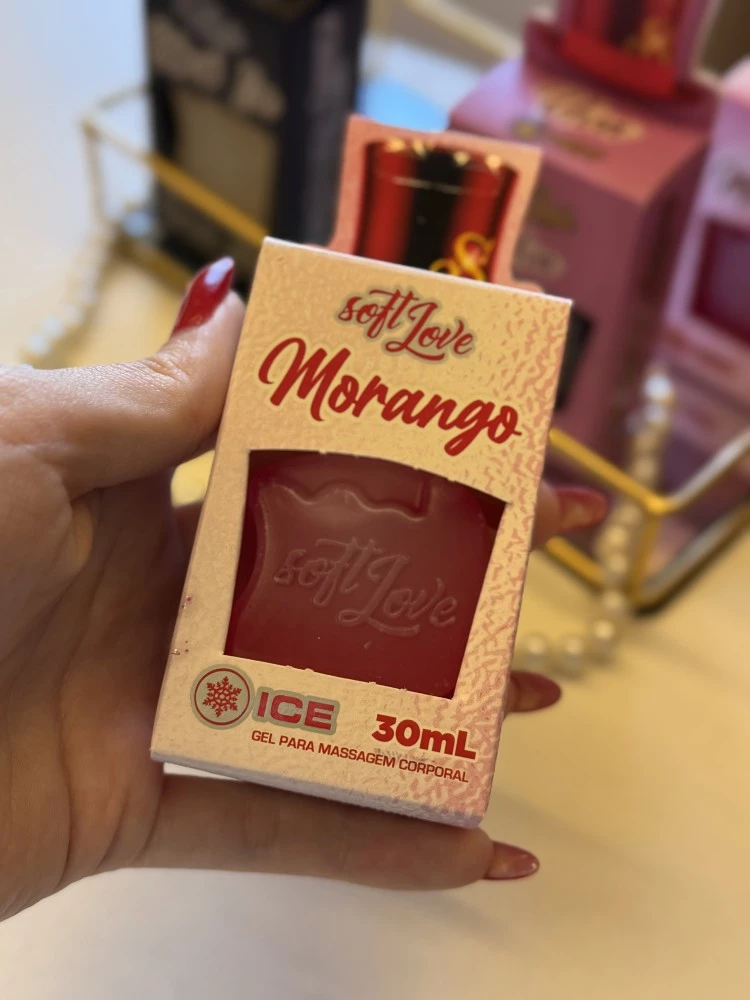 soft Love
Morango
soft Love
ICE
30mL
GEL PARA MASSAGEM CORPORAL